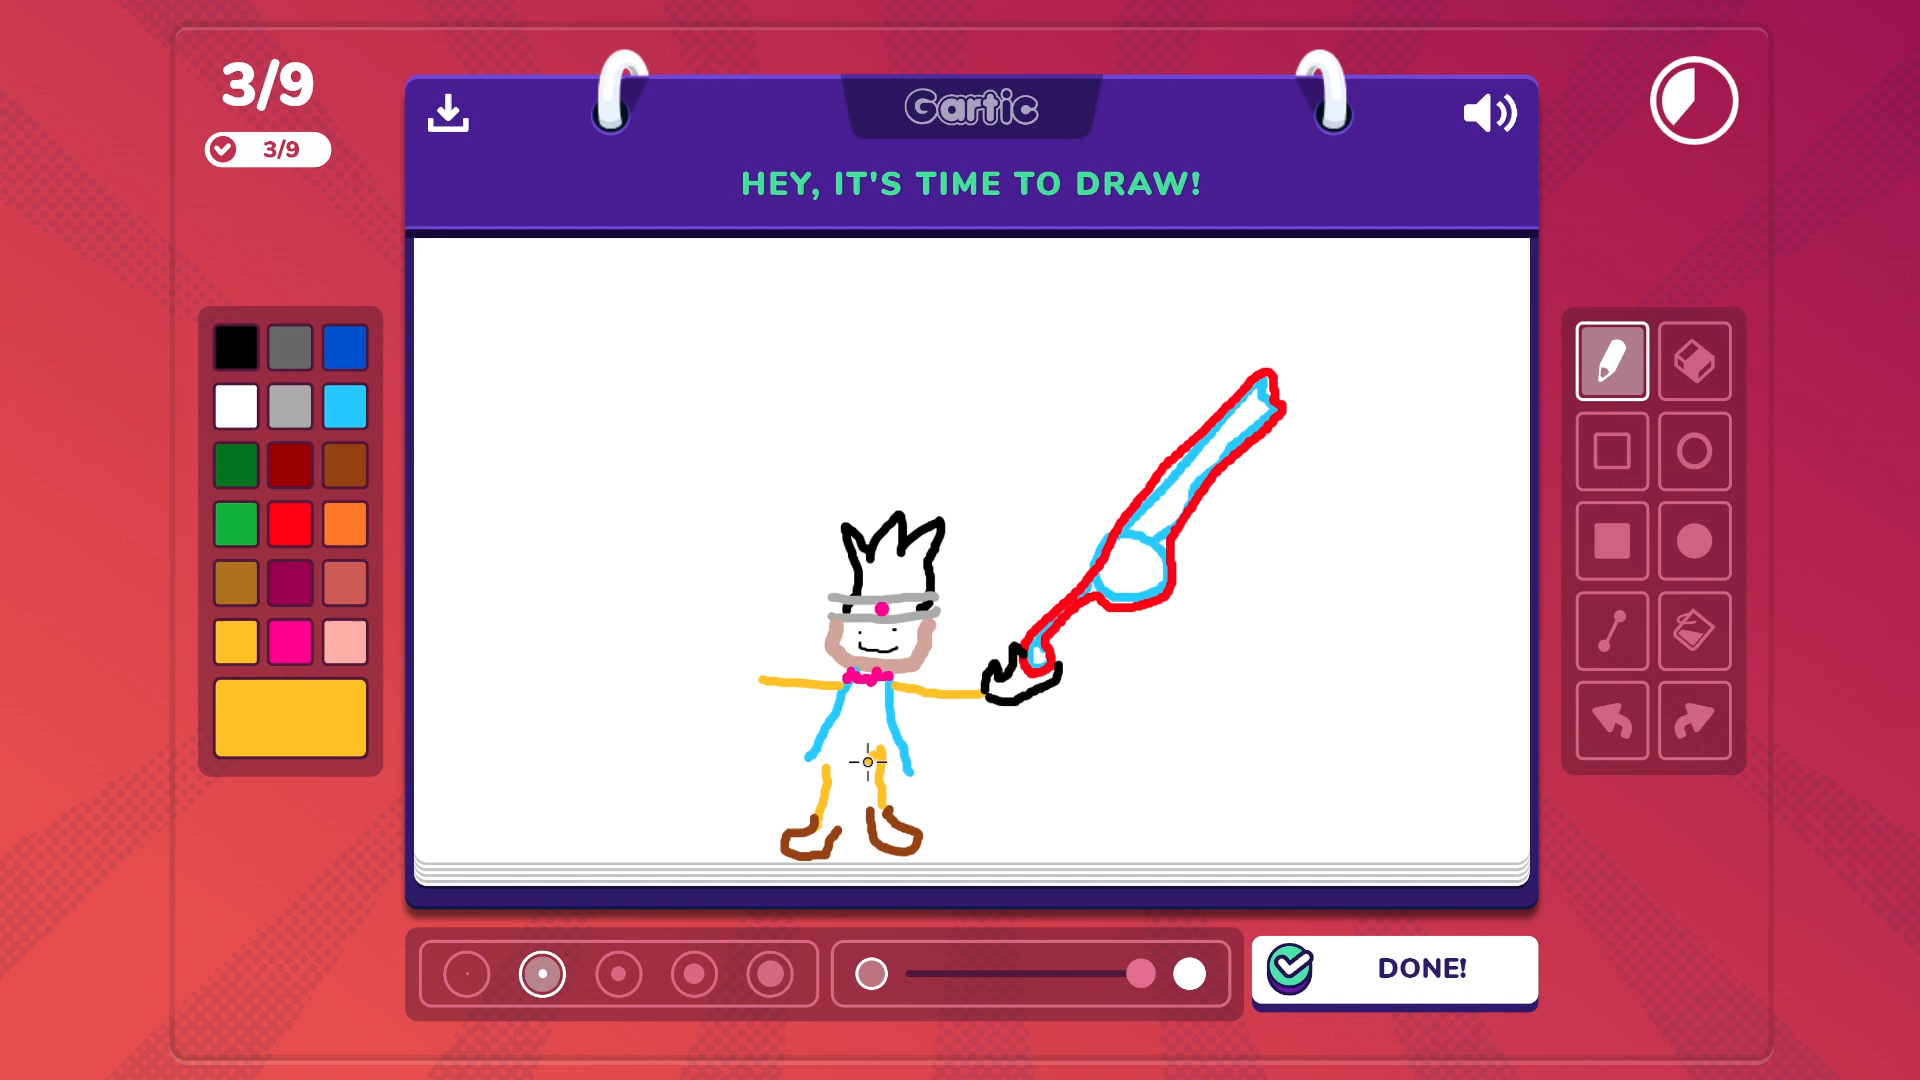 3/9
3/9
Gartic
HEY, IT'S TIME TO DRAW!
DONE!